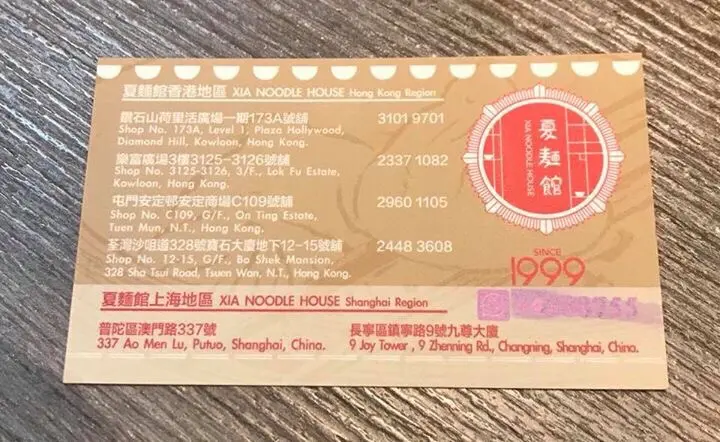 夏麵館香港地區 XIA NOODLE HOUSE Hong Kong Region
鑽石山荷里活廣場一期173A號舖 3101 9701
Shop No. 173A, Level 1, Plaza Hollywood,
Diamond Hill, Kowloon, Hong Kong.
樂富廣場3樓3125-3126號舖 2337 1082
Shop No. 3125-3126, 3/F., Lok Fu Estate,
Kowloon, Hong Kong.
屯門安定邨安定商場C109號舖 2960 1105
Shop No. C109, G/F., On Ting Estate,
Tuen Mun, N.T., Hong Kong.
荃灣沙咀道328號寶石大廈地下12-15號舖 2448 3608
Shop No. 12-15, G/F., Bo Shek Mansion,
328 Sha Tsui Road, Tsuen Wan, N.T., Hong Kong.
夏麵館
XIA NOODLE HOUSE
SINCE
1999
夏麵館上海地區 XIA NOODLE HOUSE Shanghai Region
普陀區澳門路337號
337 Ao Men Lu, Putuo, Shanghai, China.
長寧區鎮寧路9號九尊大廈
9 Joy Tower , 9 Zhenning Rd., Changning, Shanghai, China.